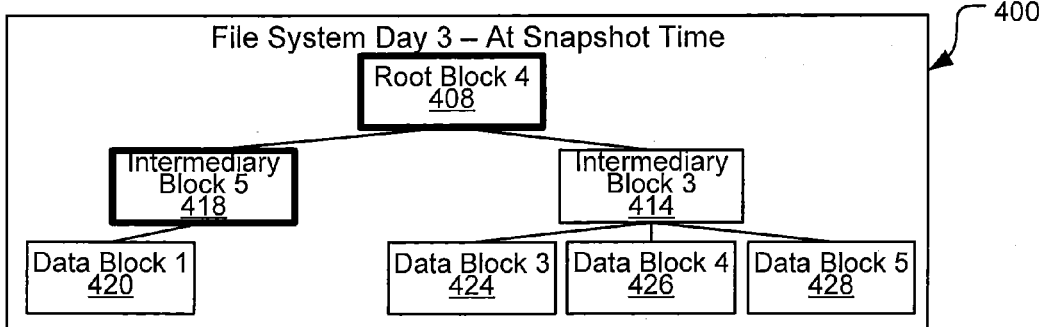 400
File System Day 3 – At Snapshot Time
Root Block 4
408
Intermediary
Block 5
418
Intermediary
Block 3
414
Data Block 1
420
Data Block 3
424
Data Block 4
426
Data Block 5
428